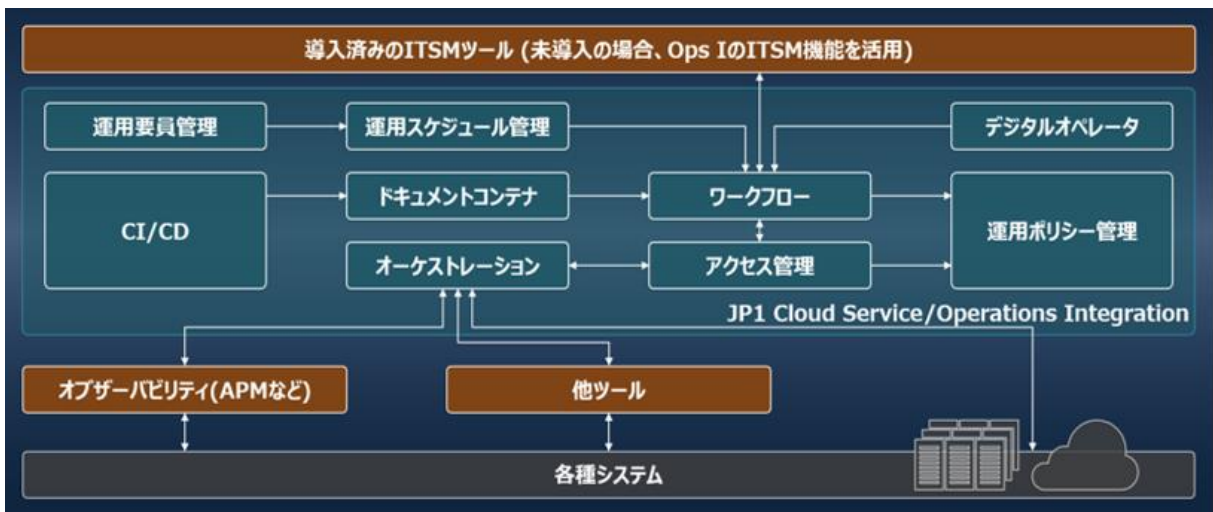 導入済みのITSMツール (未導入の場合、Ops IのITSM機能を活用)
運用要員管理
運用スケジュール管理
デジタルオペレータ
CI/CD
ドキュメントコンテナ
ワークフロー
運用ポリシー管理
オーケストレーション
アクセス管理
JP1 Cloud Service/Operations Integration
オブザーバビリティ(APMなど)
他ツール
各種システム